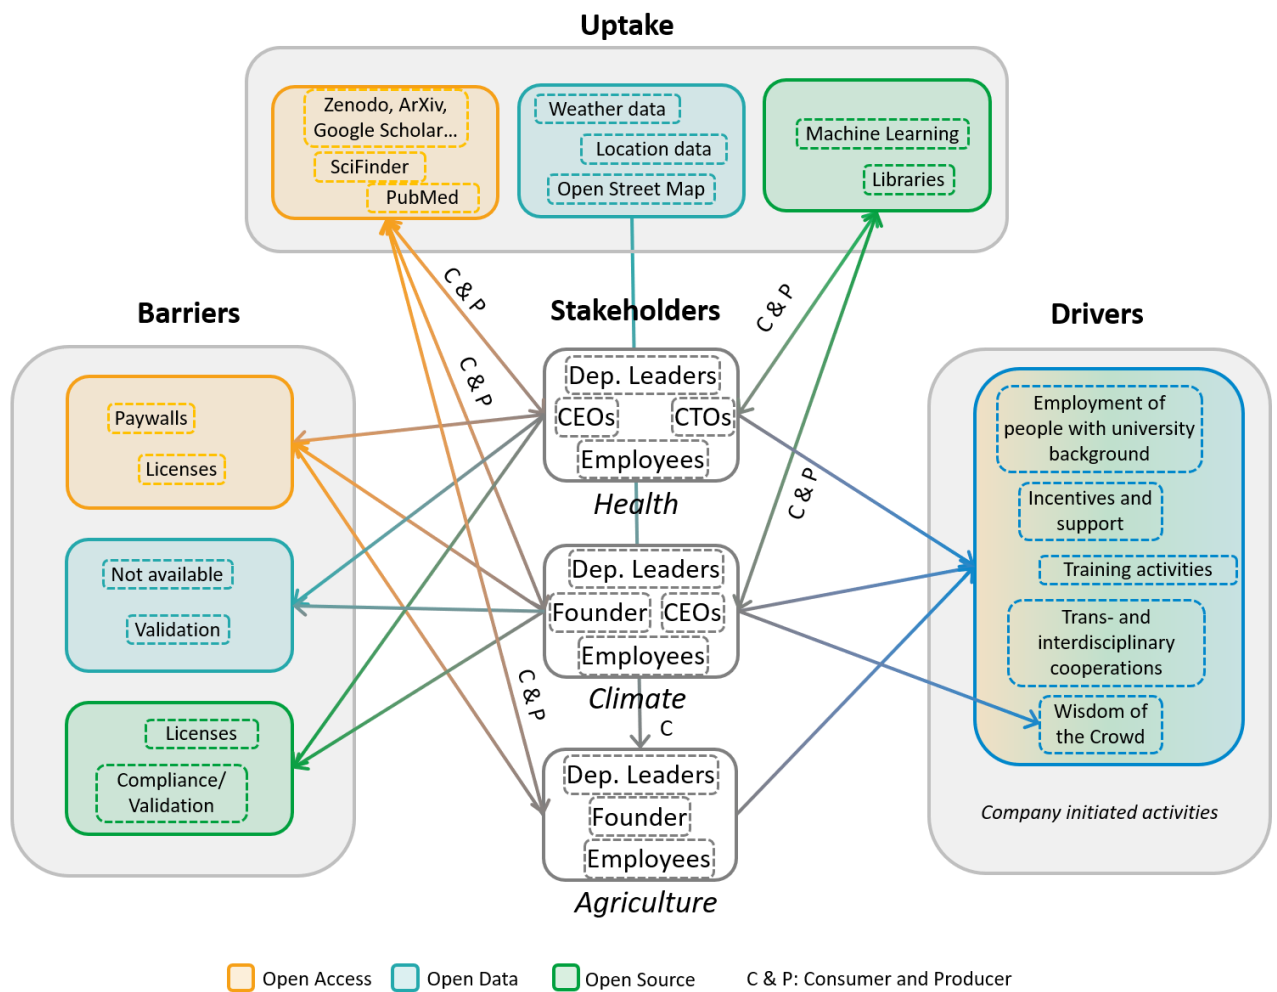 Uptake
Zenodo, ArXiv,
Google Scholar...
SciFinder
PubMed
Weather data
Location data
Open Street Map
Machine Learning
Libraries
C & P
C & P
C & P
C & P
C & P
Barriers
Paywalls
Licenses
Not available
Validation
Licenses
Compliance/
Validation
Stakeholders
Dep. Leaders
CEOs
CTOs
Employees
Health
Dep. Leaders
Founder
CEOs
Employees
Climate
C
Dep. Leaders
Founder
Employees
Agriculture
Drivers
Employment of
people with university
background
Incentives and
support
Training activities
Trans- and
interdisciplinary
cooperations
Wisdom of
the Crowd
Company initiated activities
Open Access
Open Data
Open Source
C & P: Consumer and Producer